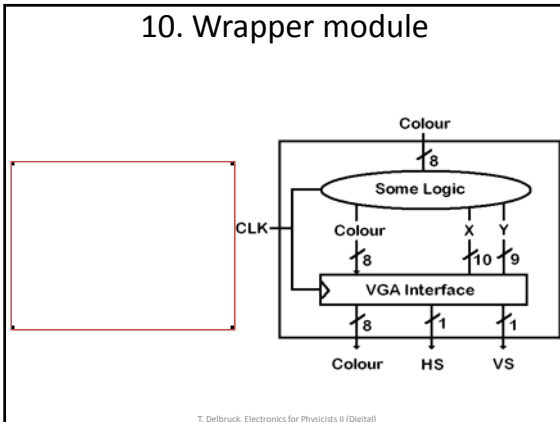 10. Wrapper module
Colour
8
Some Logic
CLK
Colour
X
Y
8
10
9
VGA Interface
8
1
1
Colour
HS
VS
T. Delbruck, Electronics for Physicists II (Digital)